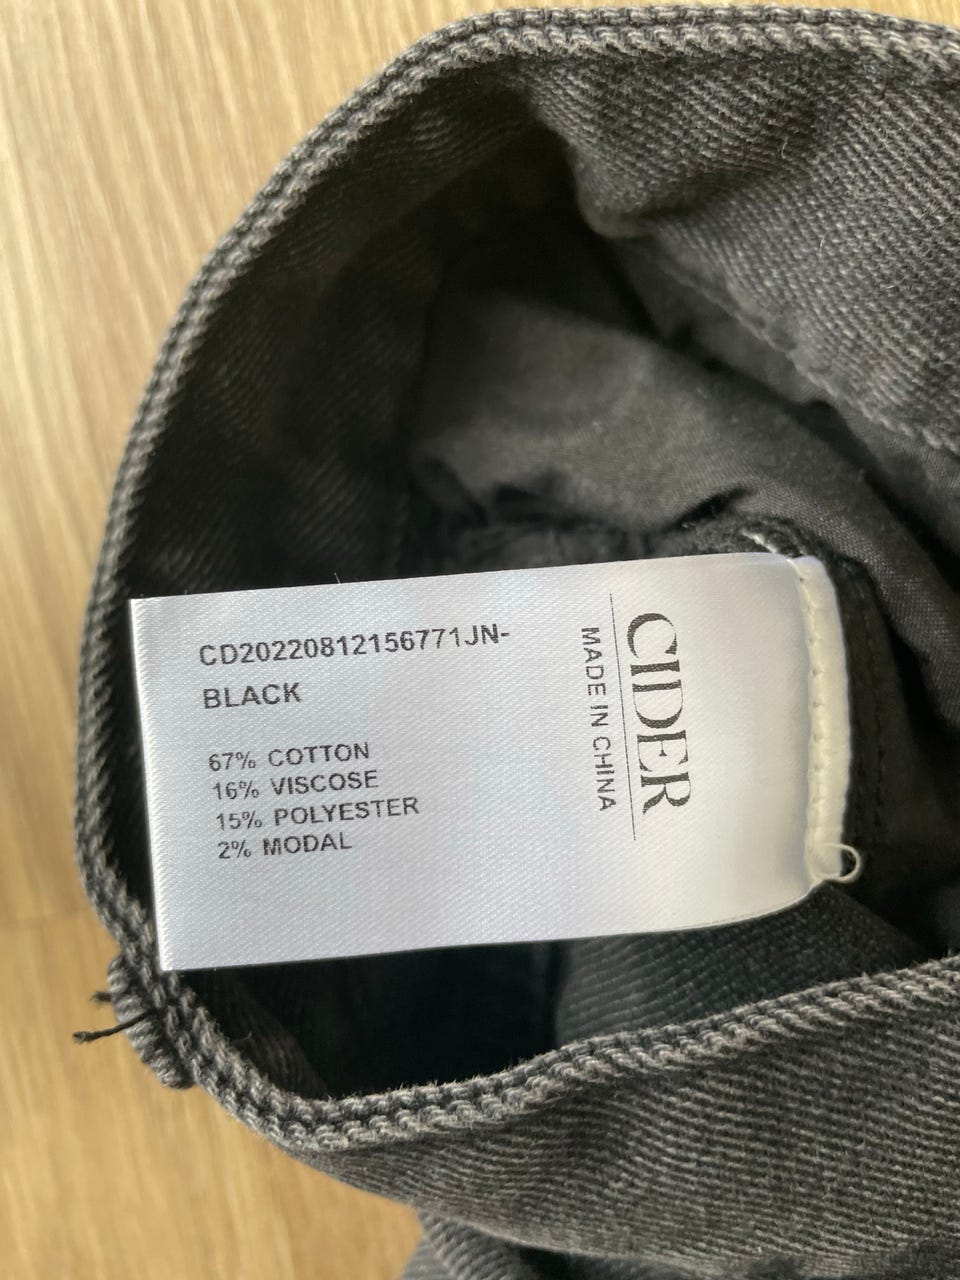 CIDER
MADE IN CHINA
CD20220812156771JN-
BLACK
67% COTTON
16% VISCOSE
15% POLYESTER
2% MODAL